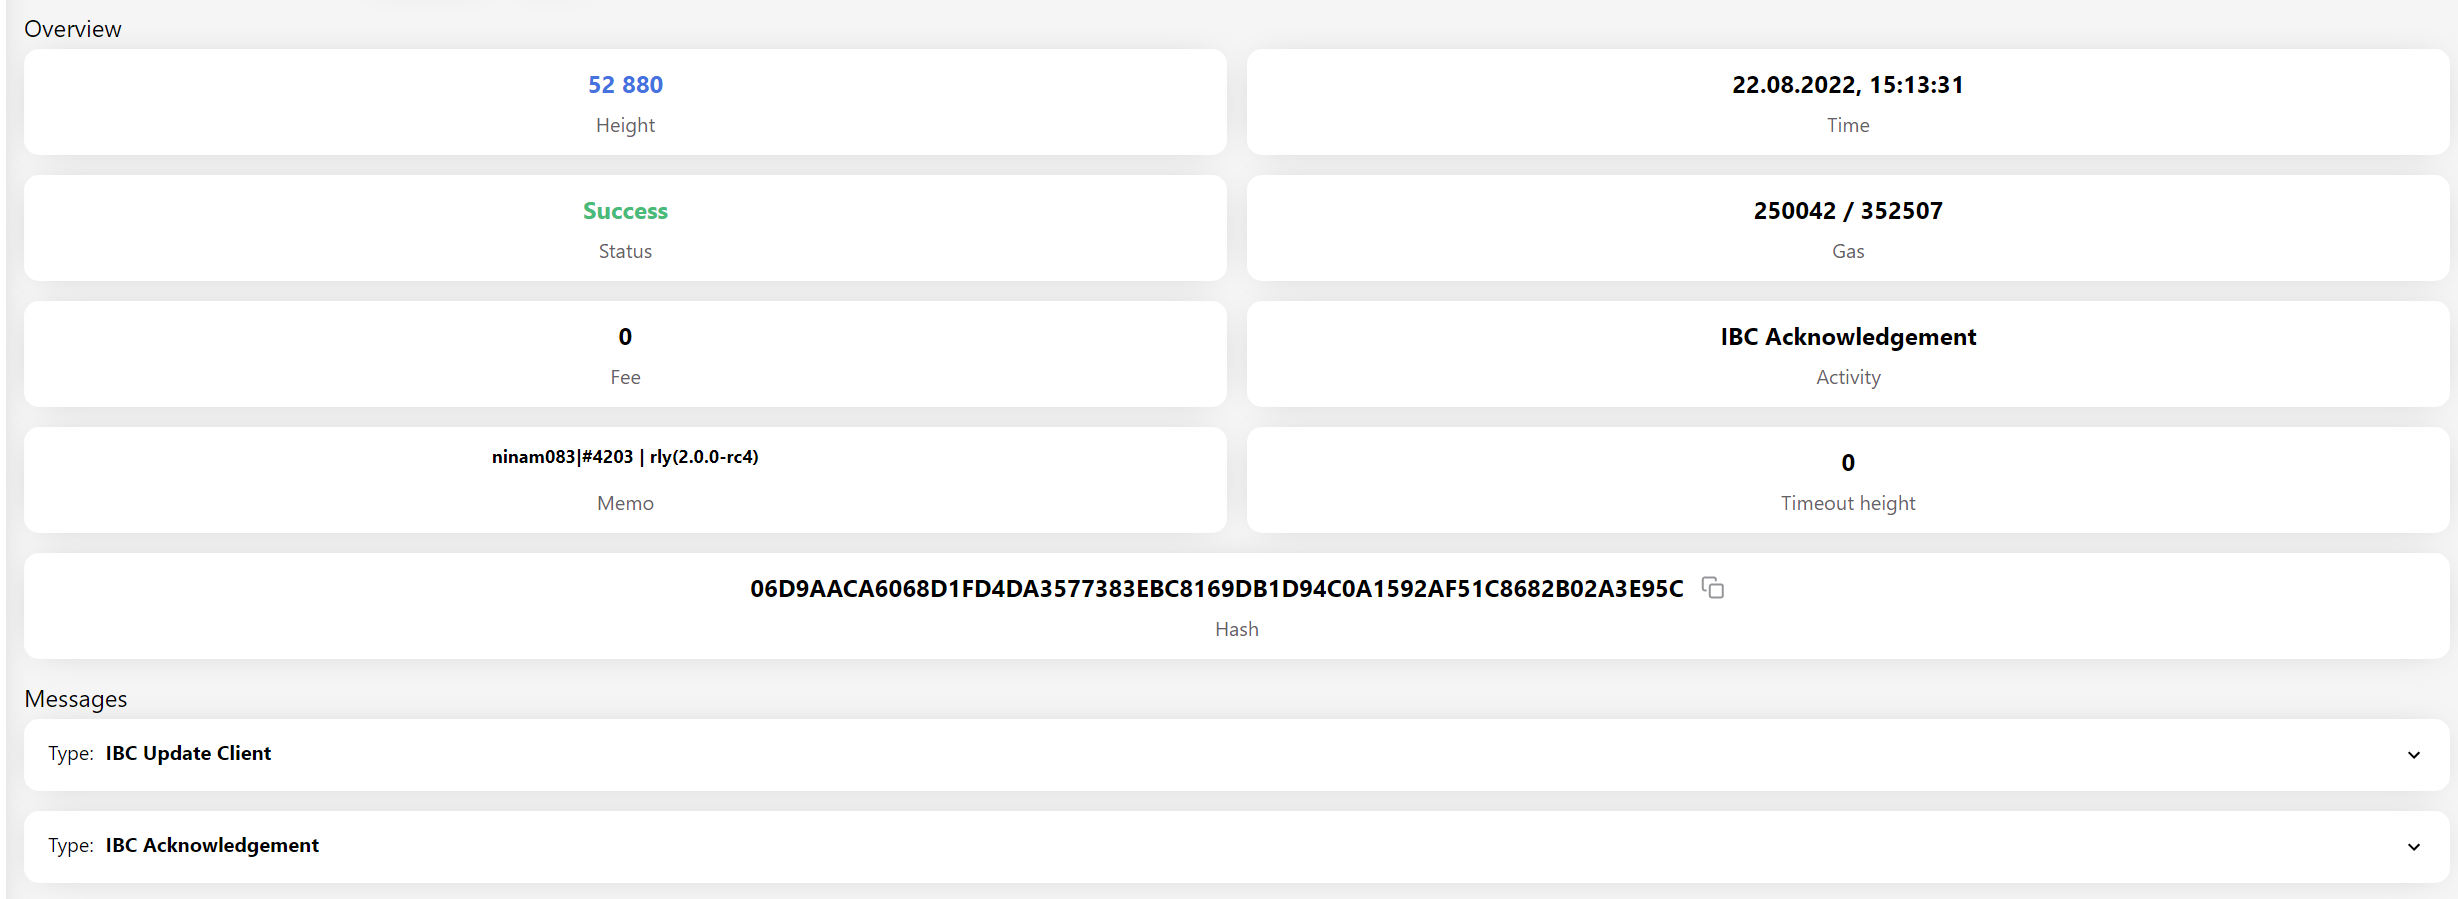 Overview
52 880
Height
22.08.2022, 15:13:31
Time
Success
Status
250042 / 352507
Gas
0
Fee
IBC Acknowledgement
Activity
ninam083|#4203 | rly(2.0.0-rc4)
Memo
0
Timeout height
06D9AACA6068D1FD4DA3577383EBC8169DB1D94C0A1592AF51C8682B02A3E95C
Hash
Messages
Type: IBC Update Client
Type: IBC Acknowledgement